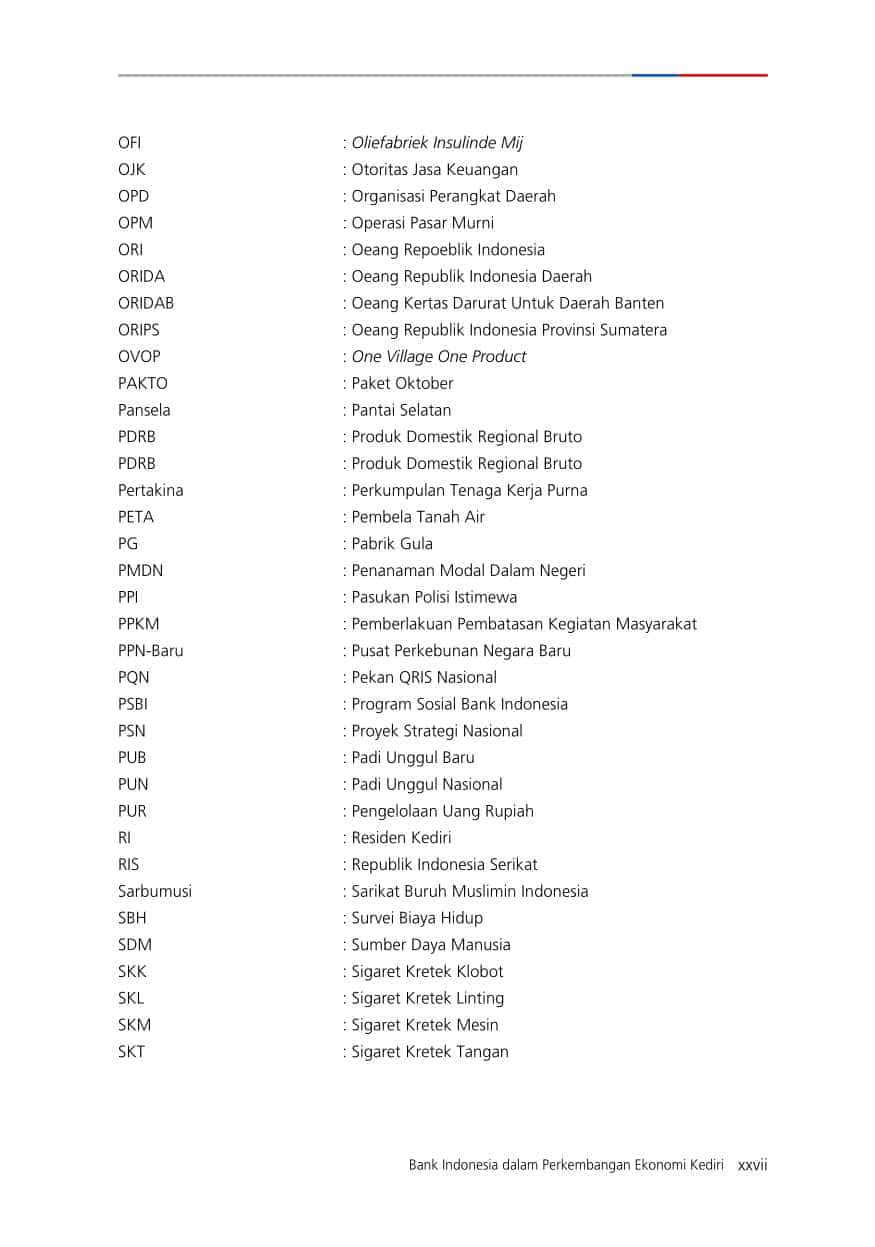 OFI : Oliefabriek Insulinde Mij
OJK : Otoritas Jasa Keuangan
OPD : Organisasi Perangkat Daerah
OPM : Operasi Pasar Murni
ORI : Oeang Repoeblik Indonesia
ORIDA : Oeang Republik Indonesia Daerah
ORIDAB : Oeang Kertas Darurat Untuk Daerah Banten
ORIPS : Oeang Republik Indonesia Provinsi Sumatera
OVOP : One Village One Product
PAKTO : Paket Oktober
Pansela : Pantai Selatan
PDRB : Produk Domestik Regional Bruto
PDRB : Produk Domestik Regional Bruto
Pertakina : Perkumpulan Tenaga Kerja Purna
PETA : Pembela Tanah Air
PG : Pabrik Gula
PMDN : Penanaman Modal Dalam Negeri
PPI : Pasukan Polisi Istimewa
PPKM : Pemberlakuan Pembatasan Kegiatan Masyarakat
PPN-Baru : Pusat Perkebunan Negara Baru
PQN : Pekan QRIS Nasional
PSBI : Program Sosial Bank Indonesia
PSN : Proyek Strategi Nasional
PUB : Padi Unggul Baru
PUN : Padi Unggul Nasional
PUR : Pengelolaan Uang Rupiah
RI : Residen Kediri
RIS : Republik Indonesia Serikat
Sarbumusi : Sarikat Buruh Muslimin Indonesia
SBH : Survei Biaya Hidup
SDM : Sumber Daya Manusia
SKK : Sigaret Kretek Klobot
SKL : Sigaret Kretek Linting
SKM : Sigaret Kretek Mesin
SKT : Sigaret Kretek Tangan
Bank Indonesia dalam Perkembangan Ekonomi Kediri xxvii